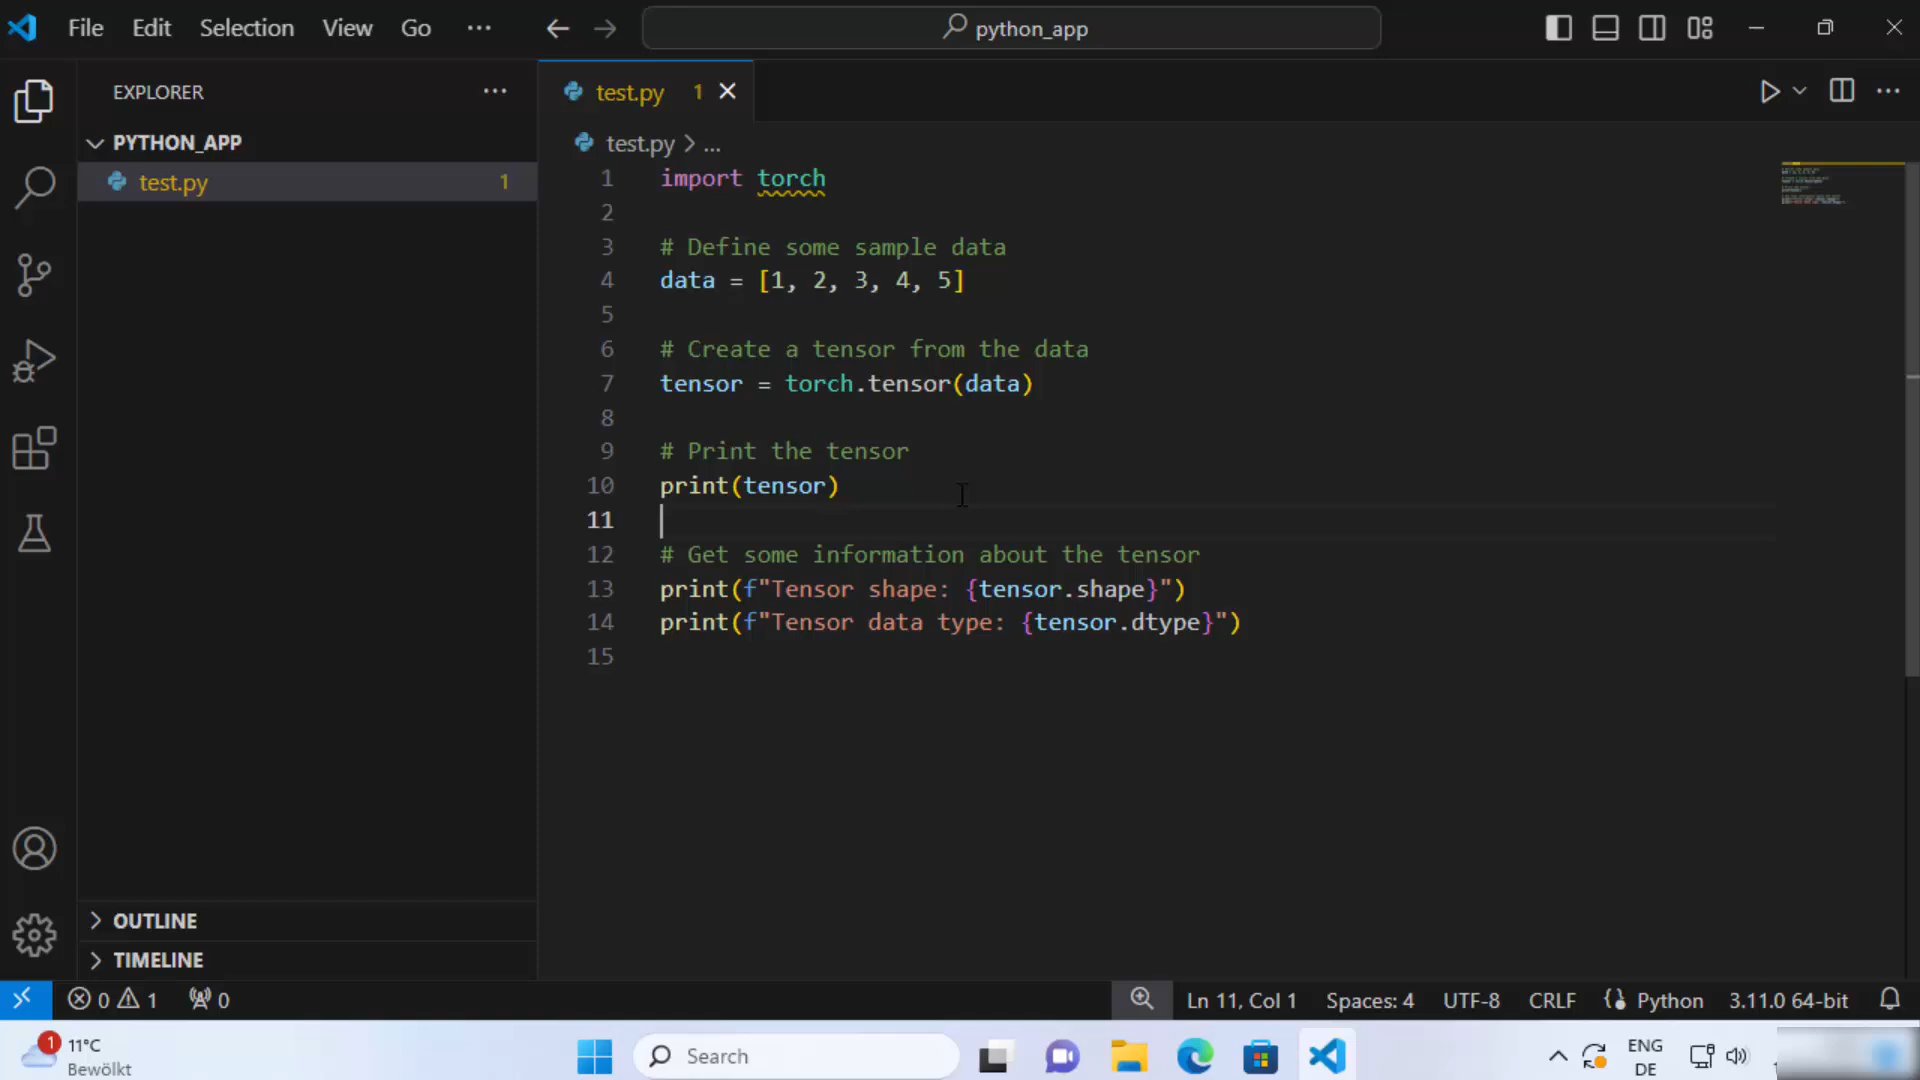 File Edit Selection View Go ··· python_app
EXPLORER ···
PYTHON_APP
test.py 1
test.py 1
test.py > ...
1 import torch
2
3 # Define some sample data
4 data = [1, 2, 3, 4, 5]
5
6 # Create a tensor from the data
7 tensor = torch.tensor(data)
8
9 # Print the tensor
10 print(tensor)
11
12 # Get some information about the tensor
13 print(f"Tensor shape: {tensor.shape}")
14 print(f"Tensor data type: {tensor.dtype}")
15
OUTLINE
TIMELINE
0 1 0 Ln 11, Col 1 Spaces: 4 UTF-8 CRLF Python 3.11.0 64-bit
1 11°C
Bewölkt
Search
ENG
DE